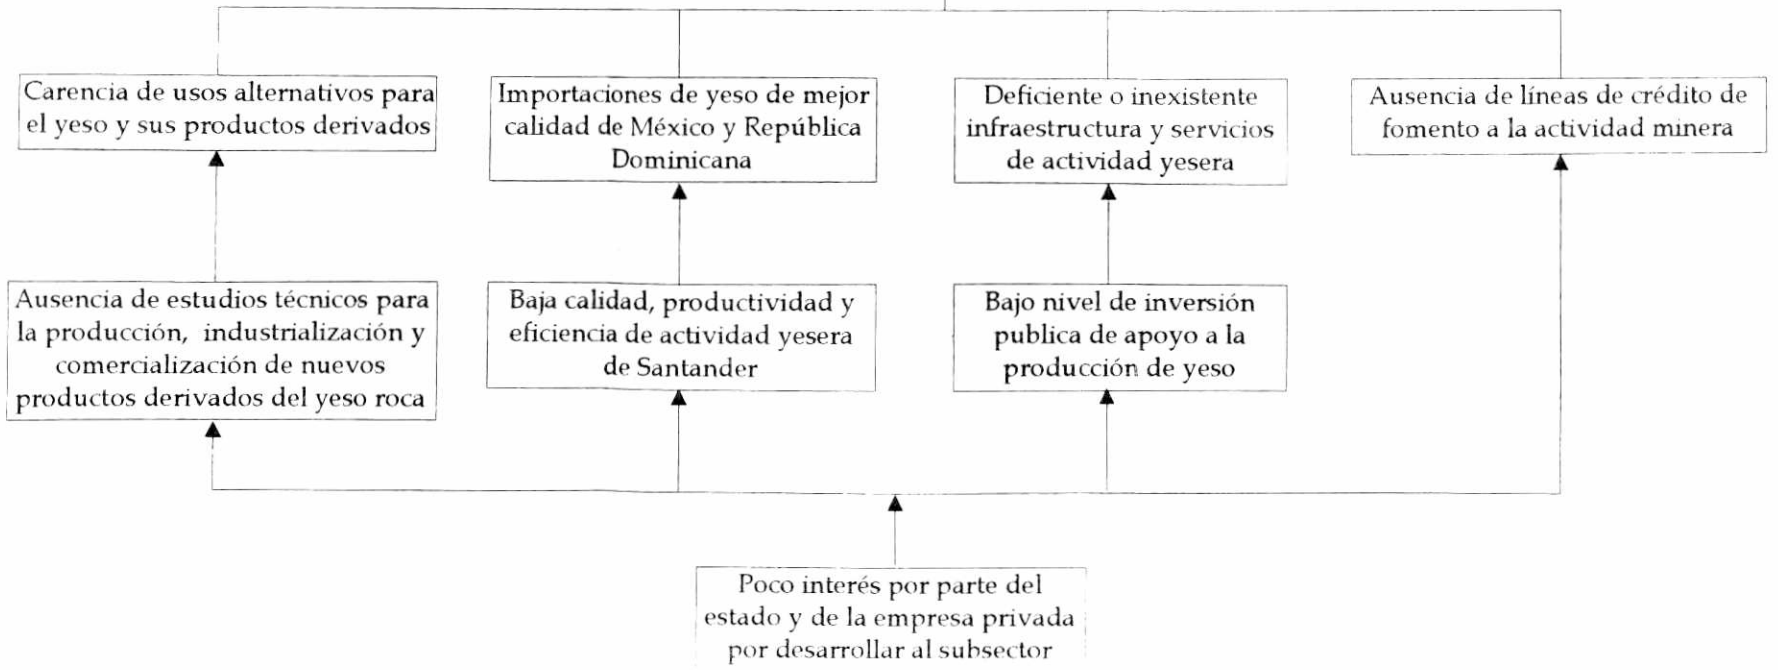 Carencia de usos alternativos para
el yeso y sus productos derivados
Importaciones de yeso de mejor
calidad de México y República
Dominicana
Deficiente o inexistente
infraestructura y servicios
de actividad yesera
Ausencia de líneas de crédito de
fomento a la actividad minera
Ausencia de estudios técnicos para
la producción, industrialización y
comercialización de nuevos
productos derivados del yeso roca
Baja calidad, productividad y
eficiencia de actividad yesera
de Santander
Bajo nivel de inversión
publica de apoyo a la
producción de yeso
Poco interés por parte del
estado y de la empresa privada
por desarrollar al subsector